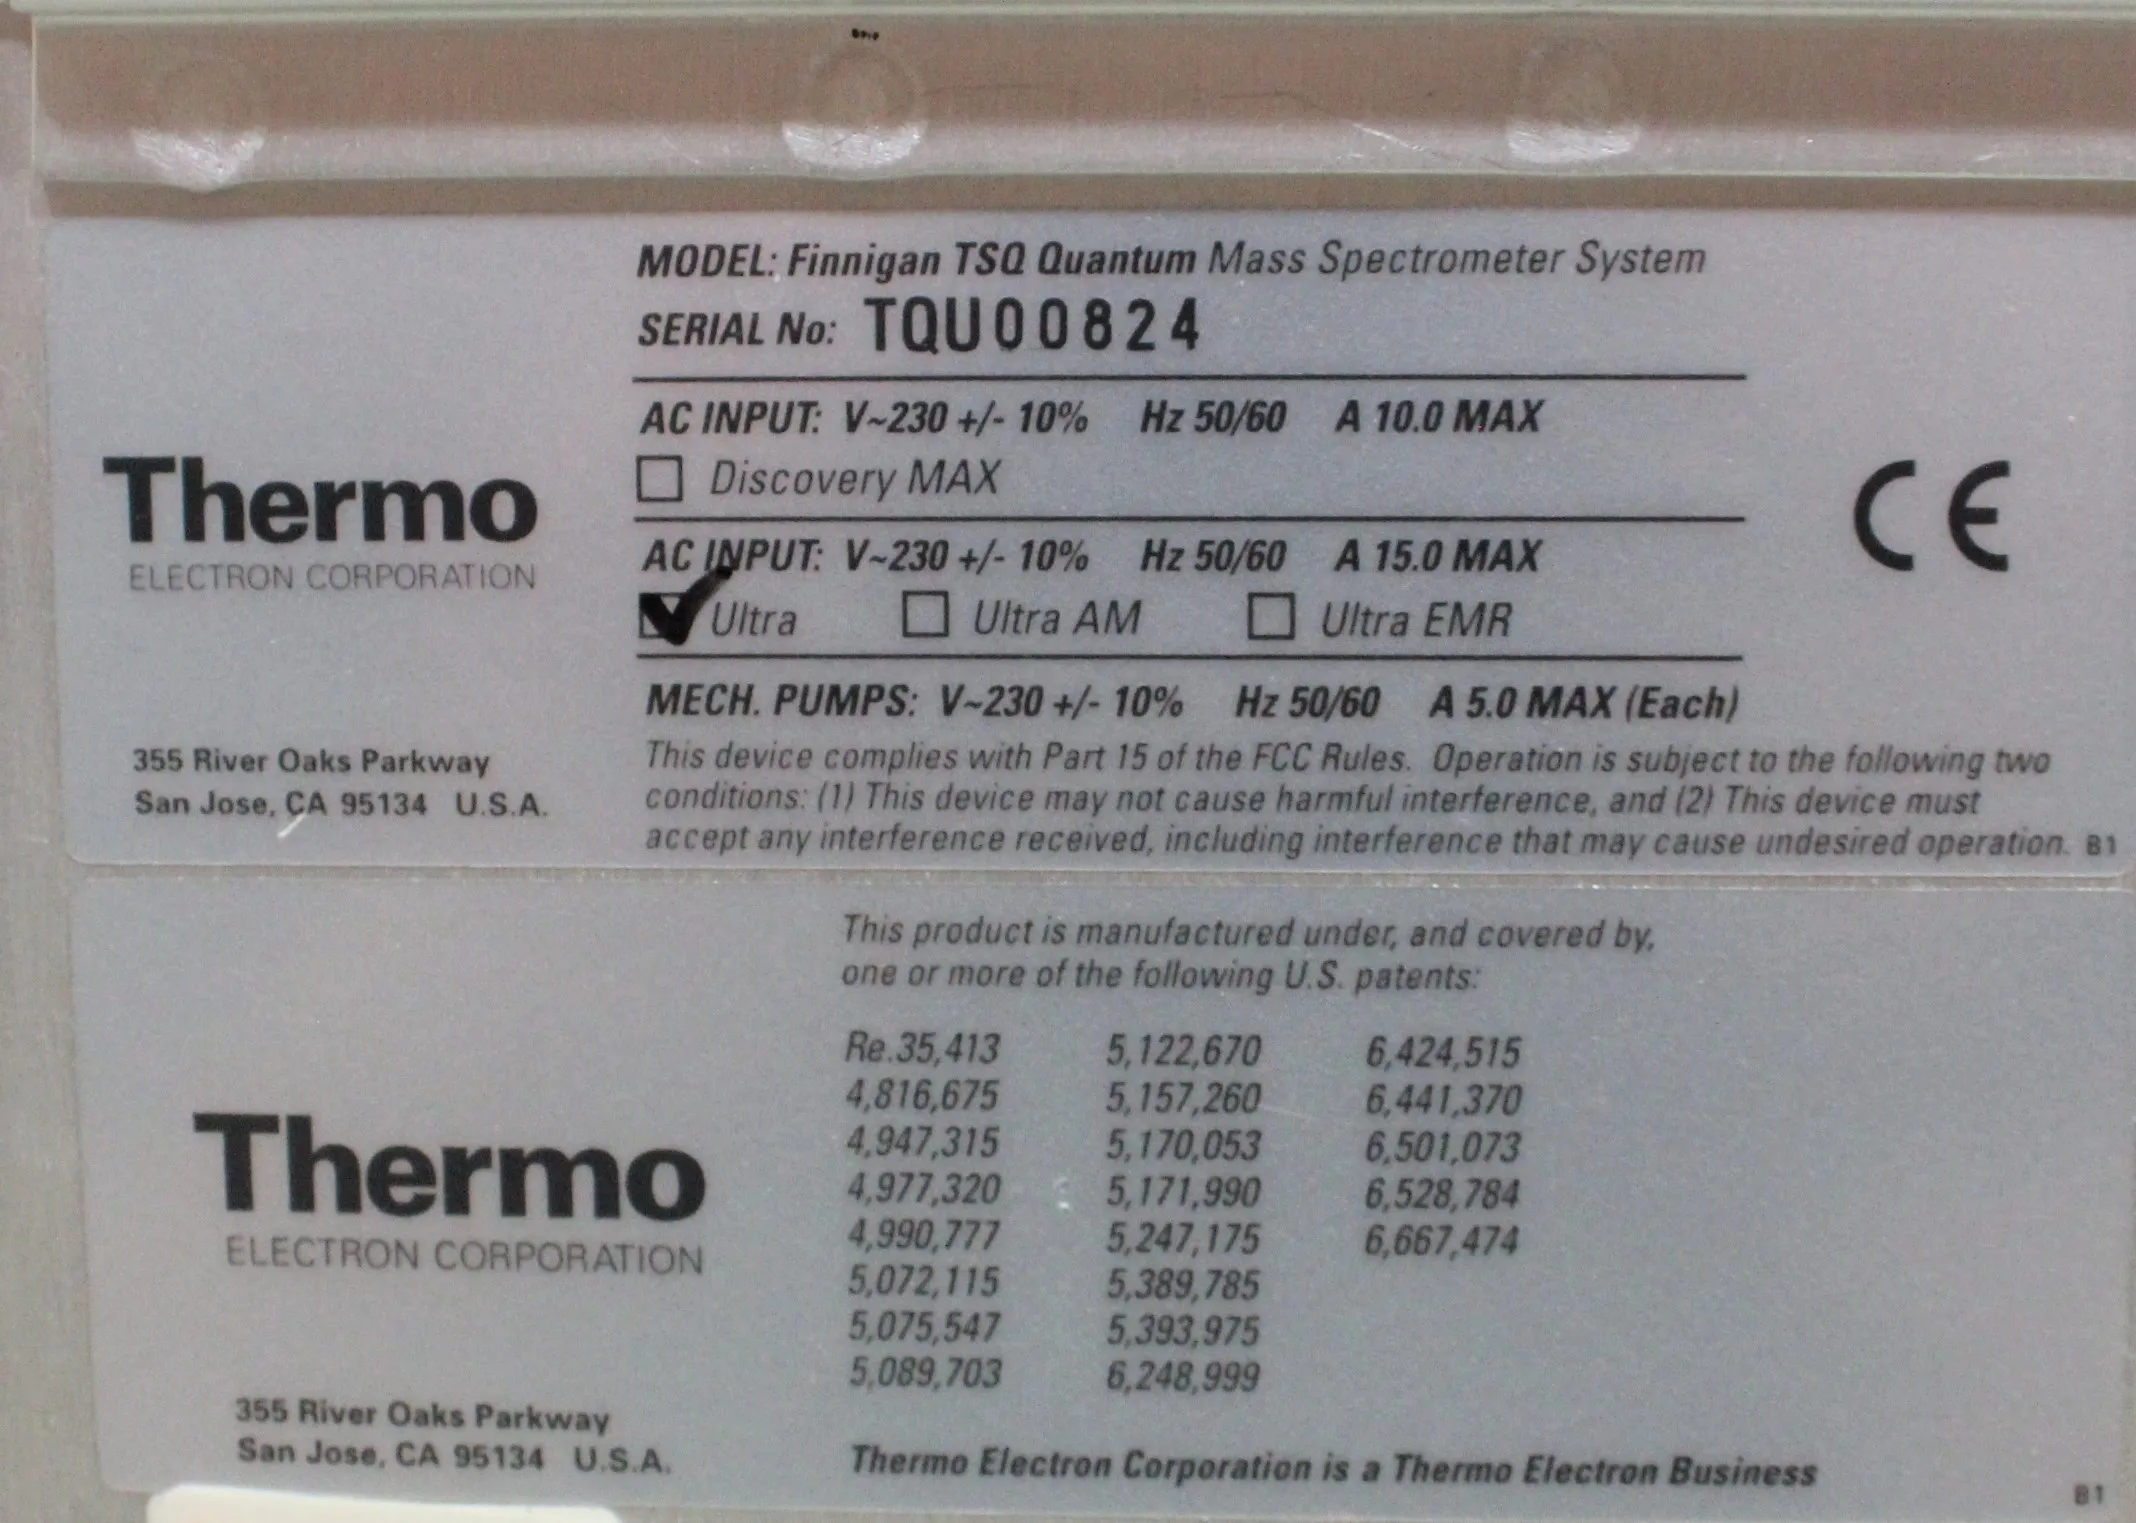 MODEL: Finnigan TSQ Quantum Mass Spectrometer System
SERIAL No: TQU00824
AC INPUT: V~230 +/- 10% Hz 50/60 A 10.0 MAX
Discovery MAX
AC INPUT: V~230 +/- 10% Hz 50/60 A 15.0 MAX
Ultra Ultra AM Ultra EMR
MECH. PUMPS: V~230 +/- 10% Hz 50/60 A 5.0 MAX (Each)
This device complies with Part 15 of the FCC Rules. Operation is subject to the following two
conditions: (1) This device may not cause harmful interference, and (2) This device must
accept any interference received, including interference that may cause undesired operation. B1
Thermo
ELECTRON CORPORATION
355 River Oaks Parkway
San Jose, CA 95134 U.S.A.
CE
This product is manufactured under, and covered by,
one or more of the following U.S. patents:
Re.35,413 5,122,670 6,424,515
4,816,675 5,157,260 6,441,370
4,947,315 5,170,053 6,501,073
4,977,320 5,171,990 6,528,784
4,990,777 5,247,175 6,667,474
5,072,115 5,389,785
5,075,547 5,393,975
5,089,703 6,248,999
Thermo
ELECTRON CORPORATION
355 River Oaks Parkway
San Jose, CA 95134 U.S.A.
Thermo Electron Corporation is a Thermo Electron Business
B1